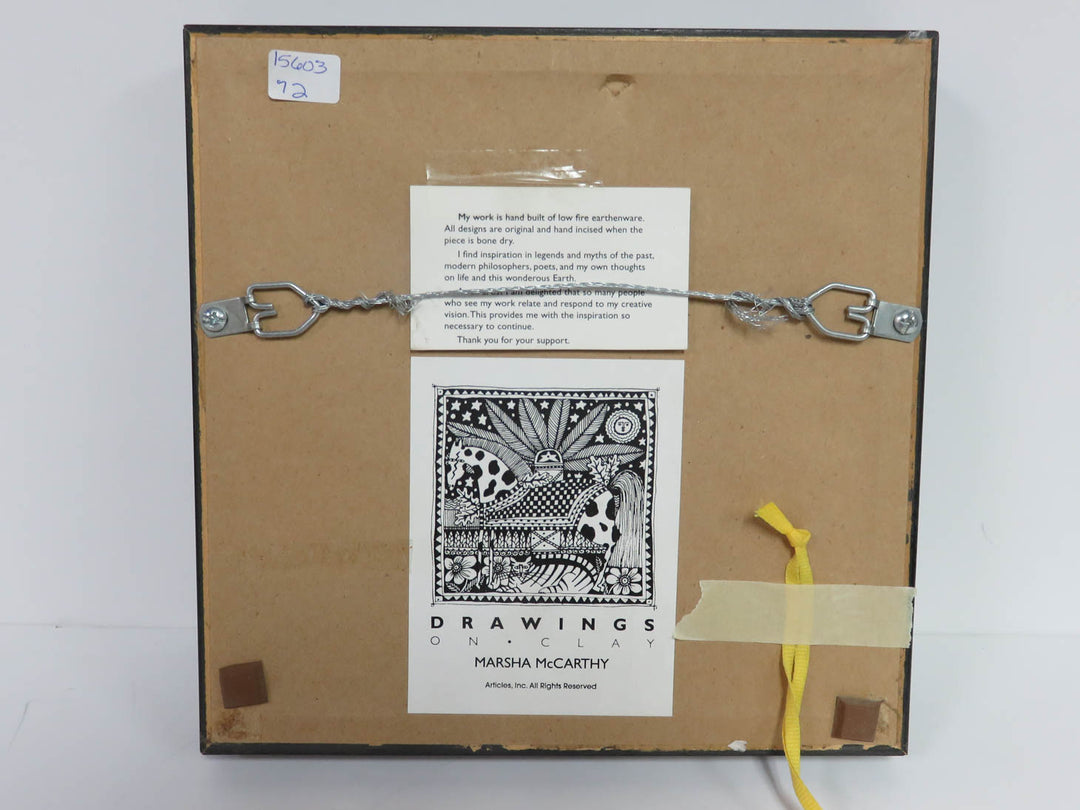 15603
92
My work is hand built of low fire earthenware.
All designs are original and hand incised when the
piece is bone dry.
I find inspiration in legends and myths of the past,
modern philosophers, poets, and my own thoughts
on life and this wonderous Earth.
I am delighted that so many people
who see my work relate and respond to my creative
vision. This provides me with the inspiration so
necessary to continue.
Thank you for your support.
DRAWINGS
ON • CLAY
MARSHA McCARTHY
Articles, Inc. All Rights Reserved